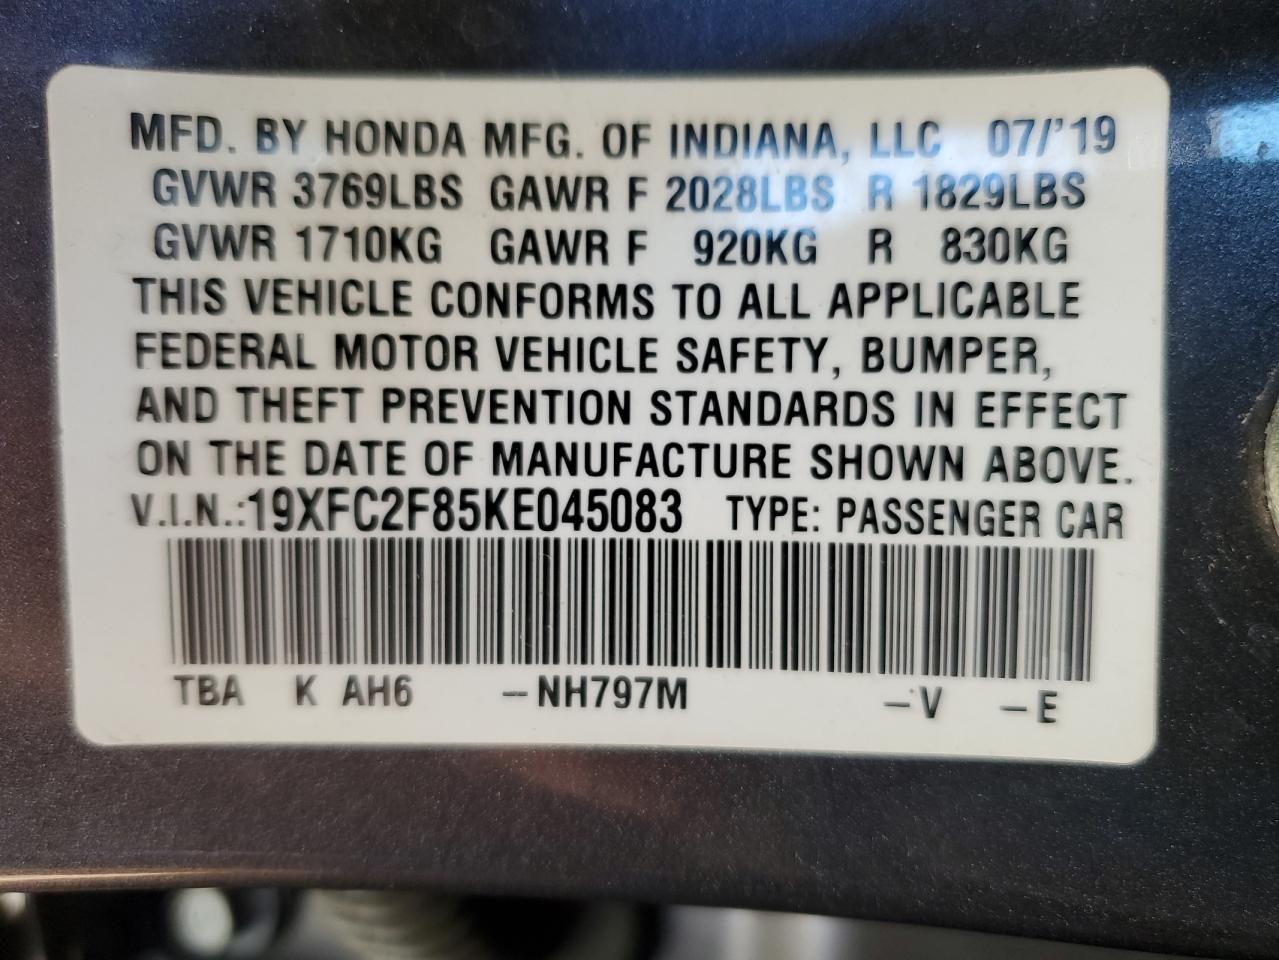 MFD. BY HONDA MFG. OF INDIANA, LLC 07/'19
GVWR 3769LBS GAWR F 2028LBS R 1829LBS
GVWR 1710KG GAWR F 920KG R 830KG
THIS VEHICLE CONFORMS TO ALL APPLICABLE
FEDERAL MOTOR VEHICLE SAFETY, BUMPER,
AND THEFT PREVENTION STANDARDS IN EFFECT
ON THE DATE OF MANUFACTURE SHOWN ABOVE.
V.I.N.:19XFC2F85KE045083 TYPE: PASSENGER CAR
TBA K AH6 –NH797M –V –E